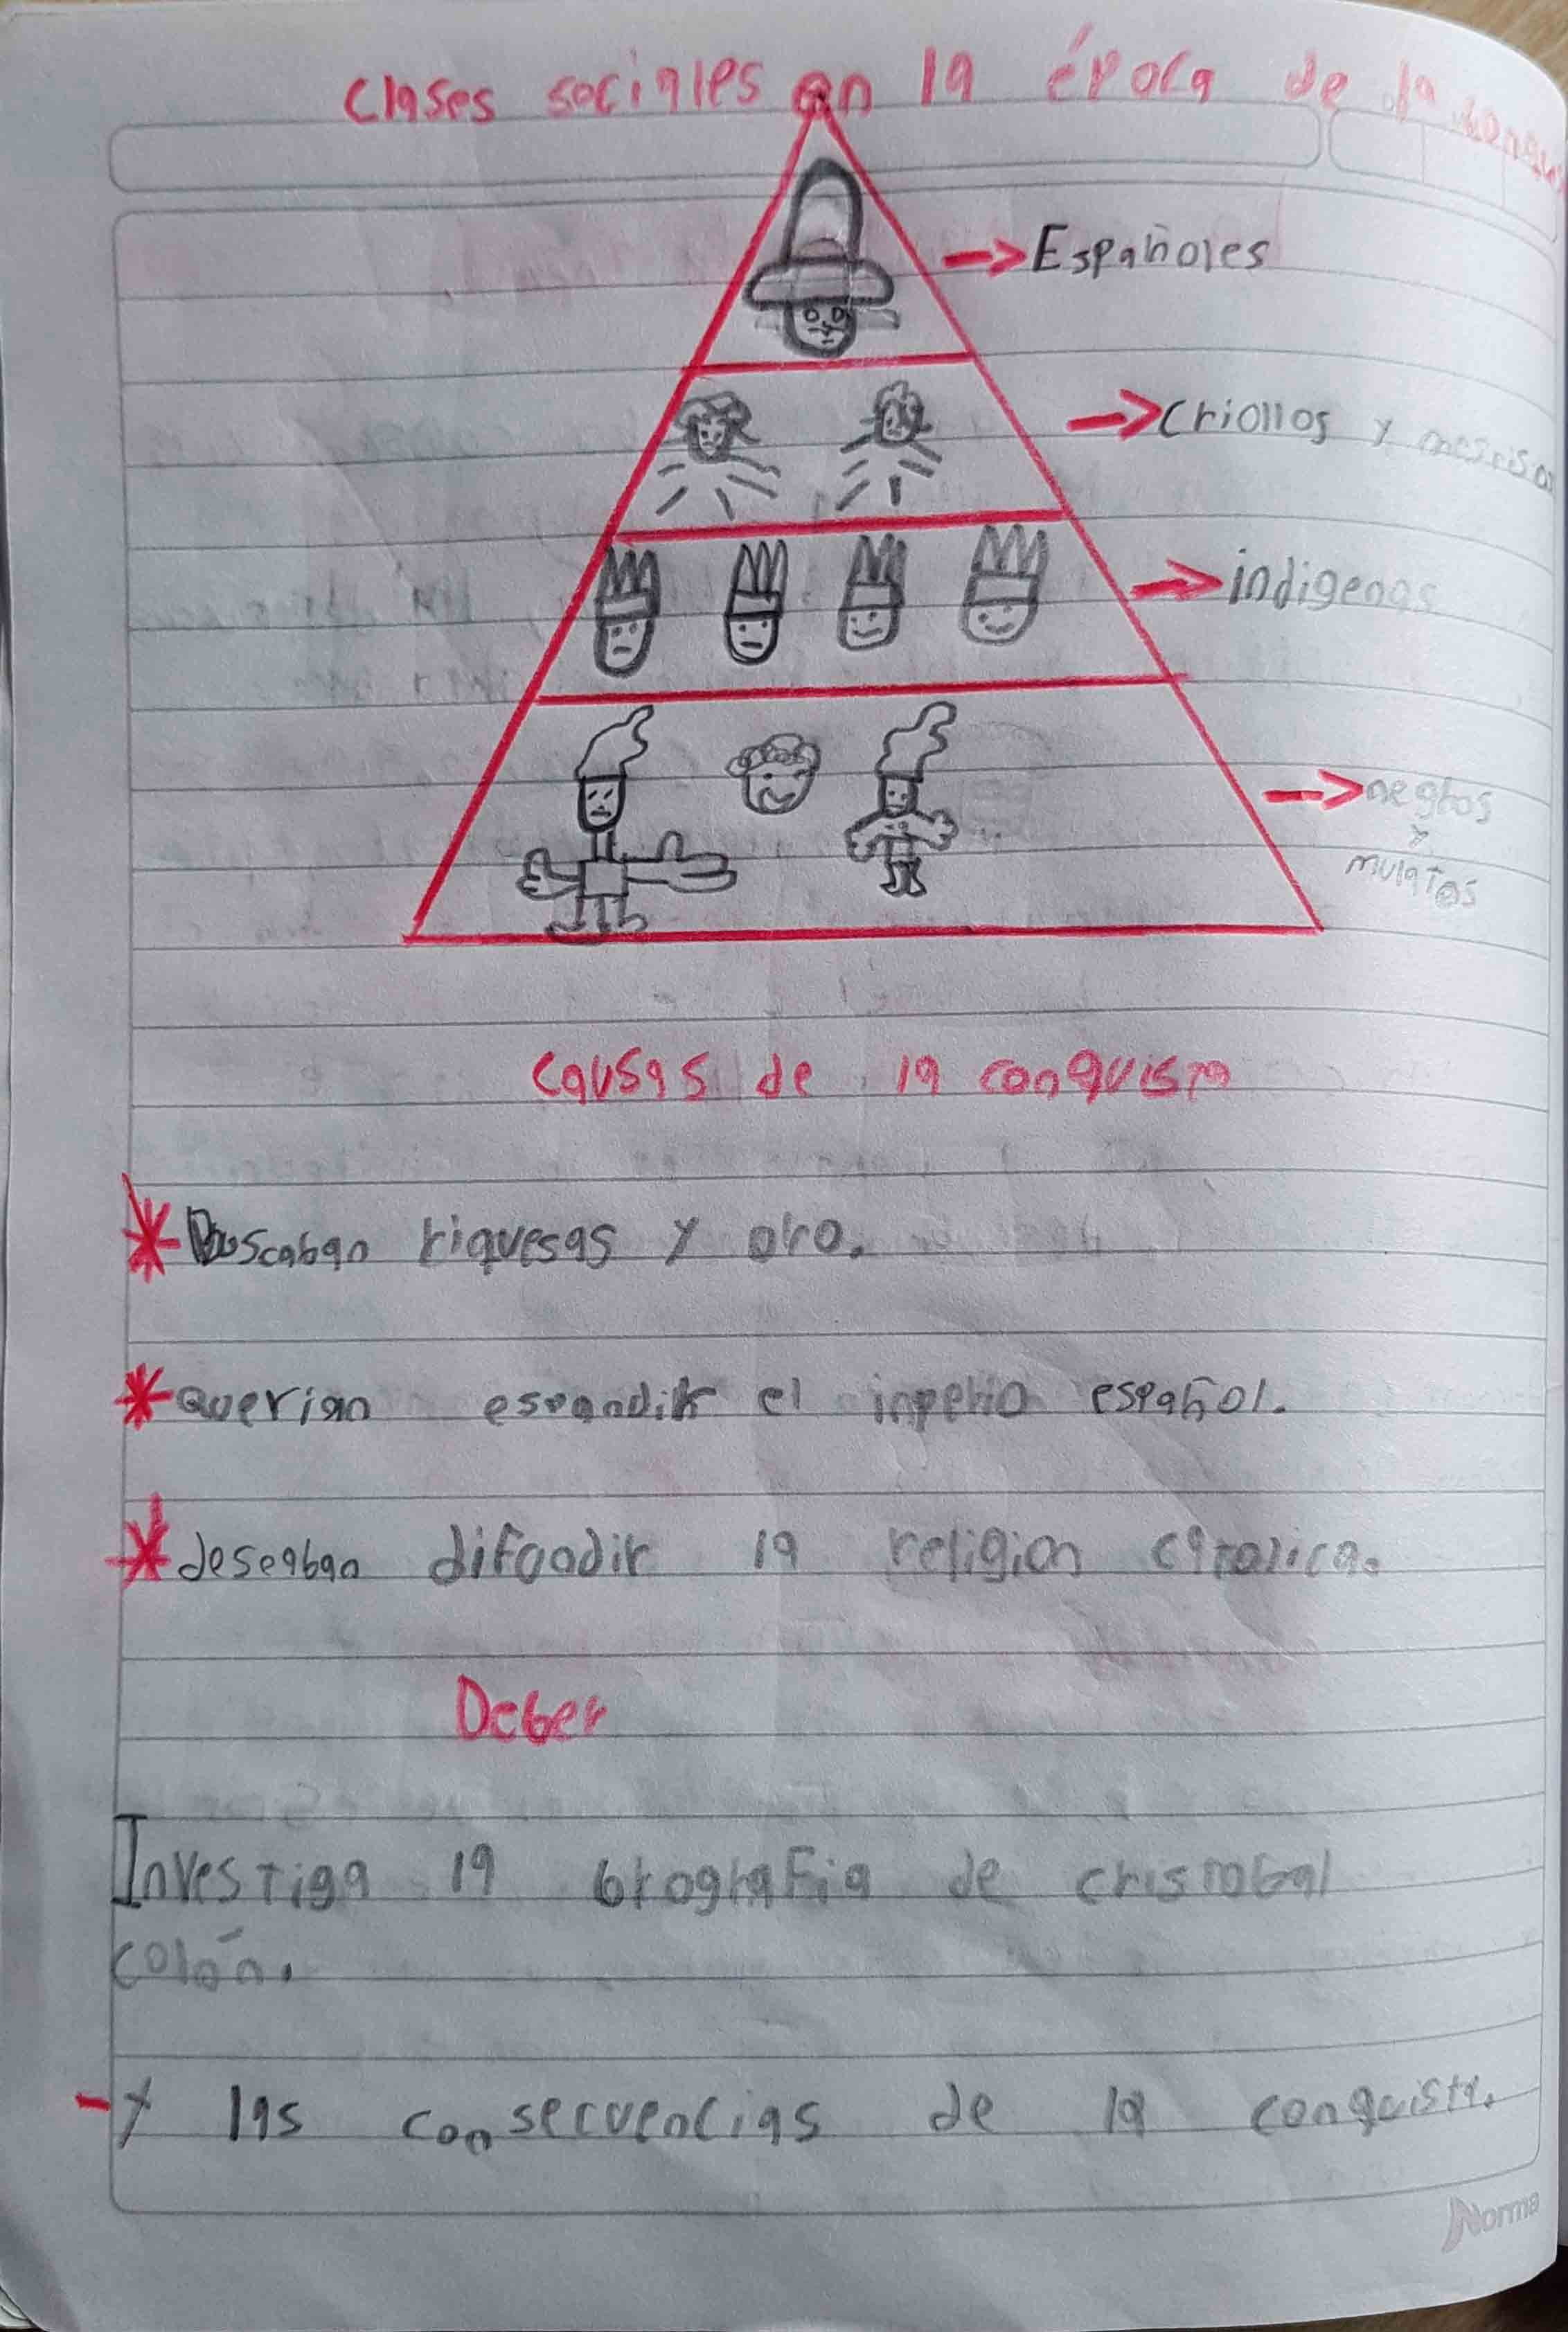 Clases sociales en la época de la
Españoles
criollos y mesrisos
indigenas
negros
y
mulatos
causas de la conquista
* Buscaban riquesas y oro.
* querian espandir el inperio español.
* deseaban difundir la religion catolica.
Deber
Investiga la biografia de cristobal
colón.
- y las consecuencias de la conquista.
Norma